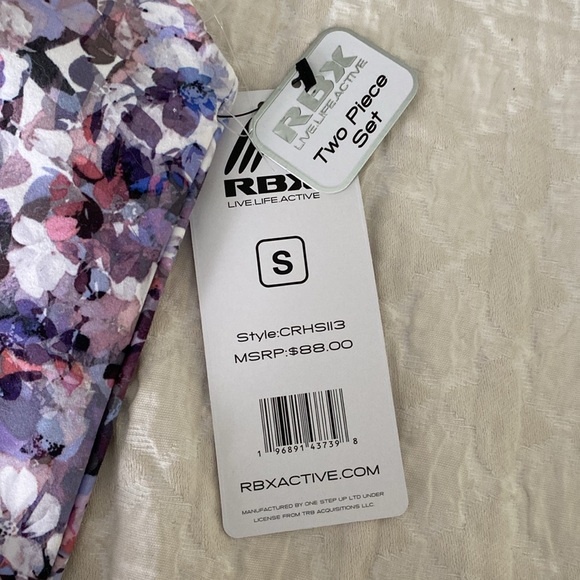 RBX
LIVE.LIFE.ACTIVE
Two Piece
Set
RBX
LIVE.LIFE.ACTIVE
S
Style:CRHS113
MSRP:$88.00
1 96891 43739 8
RBXACTIVE.COM
MANUFACTURED BY ONE STEP UP LTD UNDER
LICENSE FROM TRB ACQUISITIONS LLC.